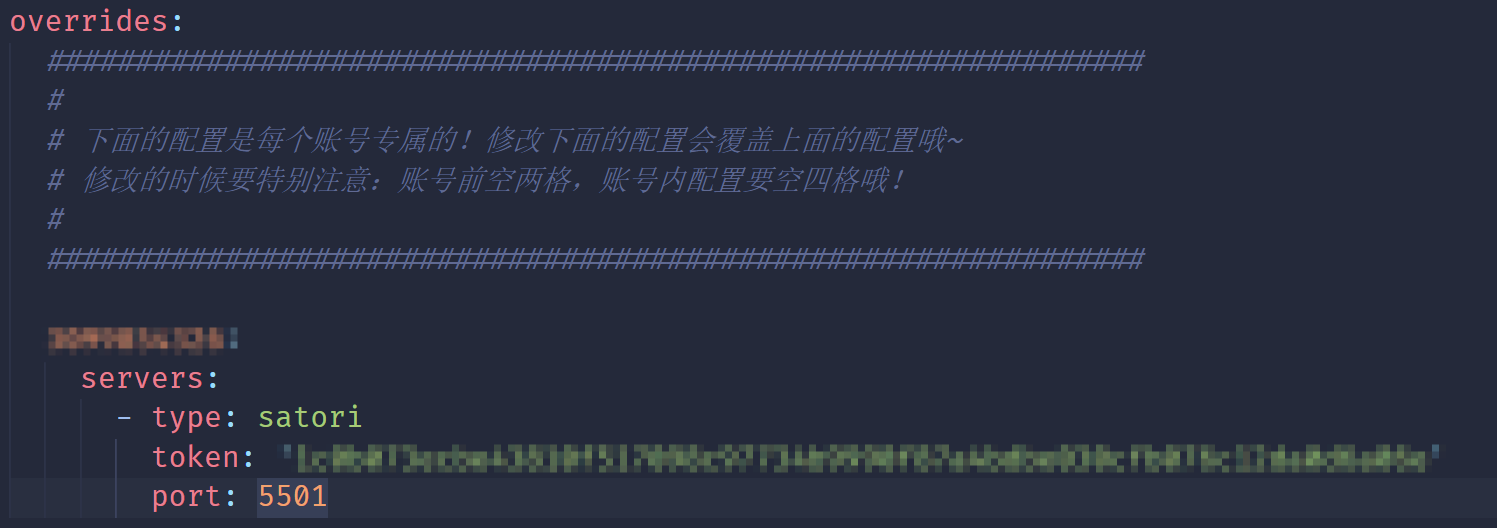 overrides:
##############################################################
#
# 下面的配置是每个账号专属的！修改下面的配置会覆盖上面的配置哦~
# 修改的时候要特别注意：账号前空两格，账号内配置要空四格哦！
#
##############################################################
servers:
- type: satori
token:
port: 5501